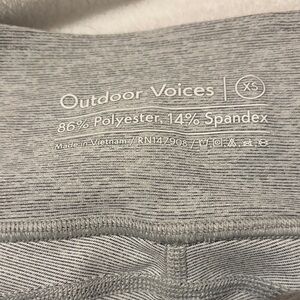 Outdoor Voices | XS
86% Polyester, 14% Spandex
Made in Vietnam / RN147908 /